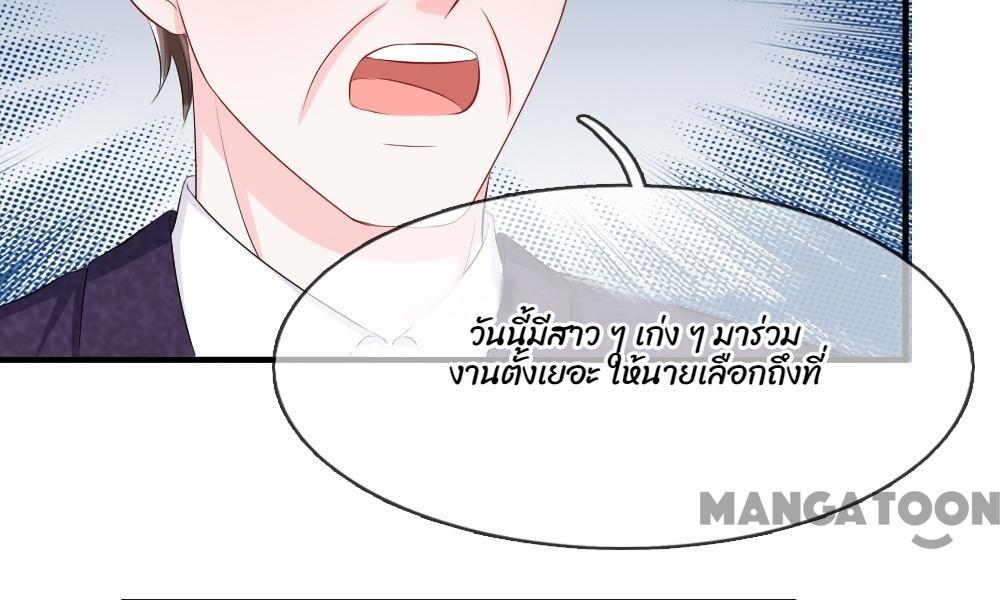 วันนี้มีสาว ๆ เก่ง ๆ มาร่วม
งานตั้งเยอะ ให้นายเลือกถึงที่
MANGATOON